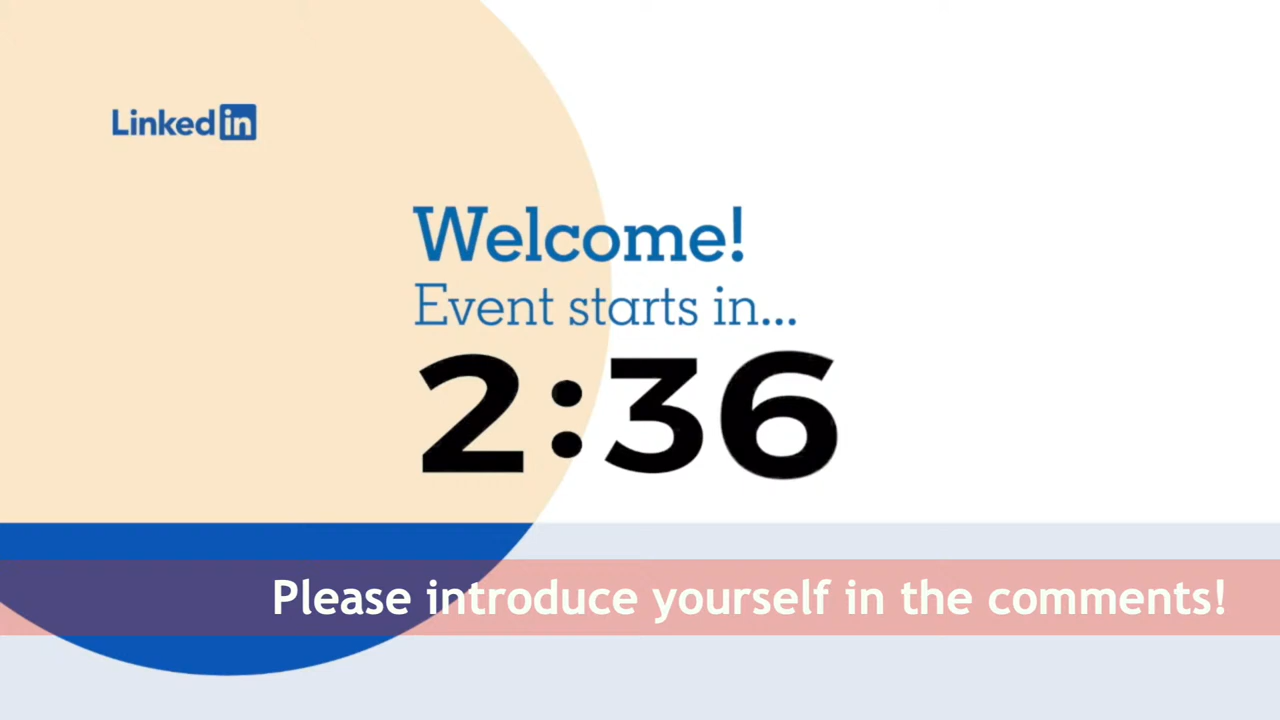 Linkedin
Welcome!
Event starts in...
2:36
Please introduce yourself in the comments!